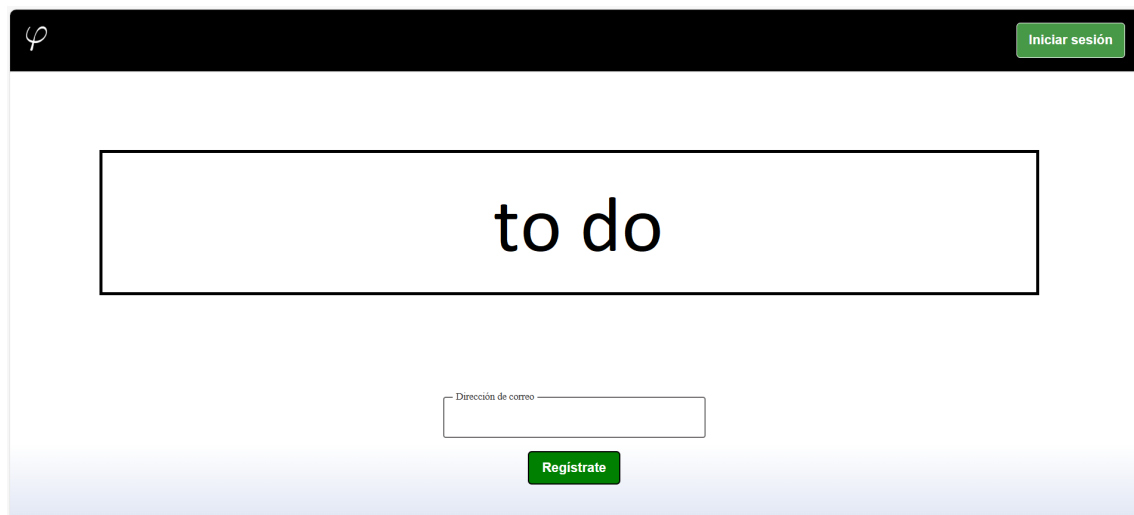 φ
Iniciar sesión
to do
Dirección de correo
Regístrate